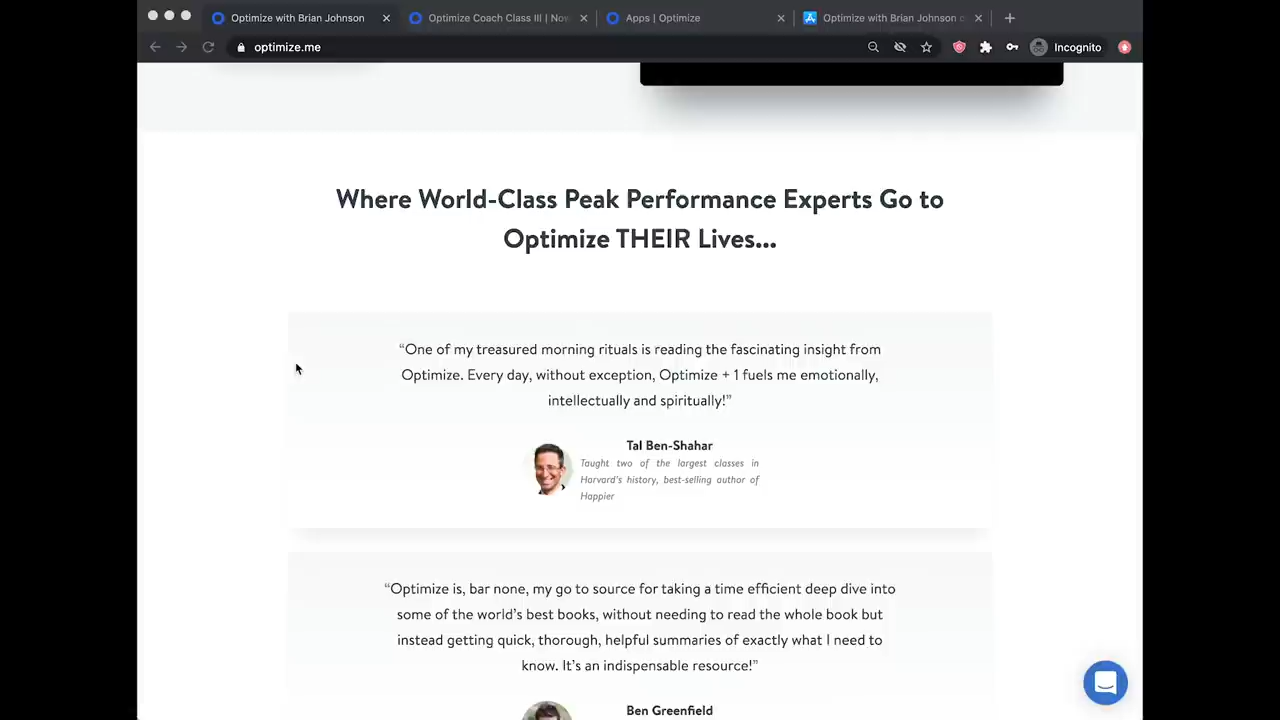 Optimize with Brian Johnson
Optimize Coach Class III | Now
Apps | Optimize
Optimize with Brian Johnson o
optimize.me
Incognito
Where World-Class Peak Performance Experts Go to
Optimize THEIR Lives...
“One of my treasured morning rituals is reading the fascinating insight from
Optimize. Every day, without exception, Optimize + 1 fuels me emotionally,
intellectually and spiritually!”
Tal Ben-Shahar
Taught two of the largest classes in
Harvard's history, best-selling author of
Happier
“Optimize is, bar none, my go to source for taking a time efficient deep dive into
some of the world’s best books, without needing to read the whole book but
instead getting quick, thorough, helpful summaries of exactly what I need to
know. It’s an indispensable resource!”
Ben Greenfield